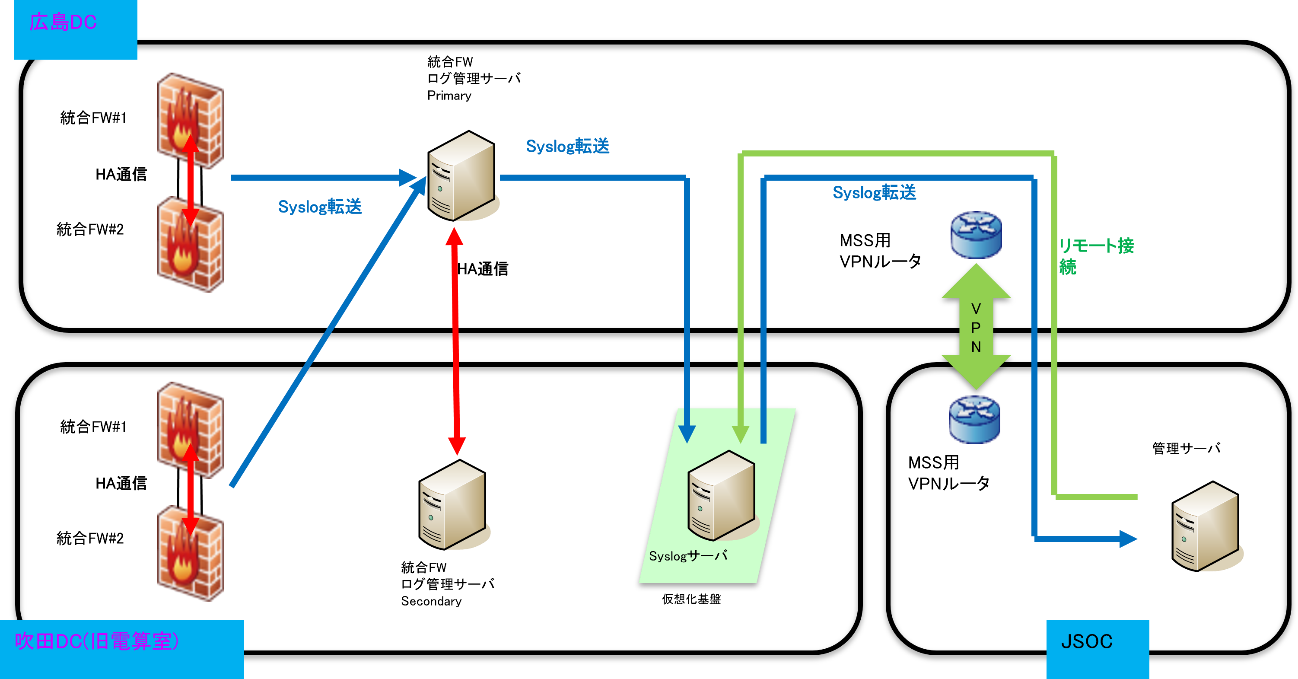 広島DC
統合FW
ログ管理サーバ
Primary
統合FW#1
HA通信
統合FW#2
Syslog転送
Syslog転送
Syslog転送
HA通信
MSS用
VPNルータ
リモート接
続
V
P
N
統合FW#1
HA通信
統合FW#2
統合FW
ログ管理サーバ
Secondary
Syslogサーバ
仮想化基盤
MSS用
VPNルータ
管理サーバ
吹田DC(旧電算室)
JSOC